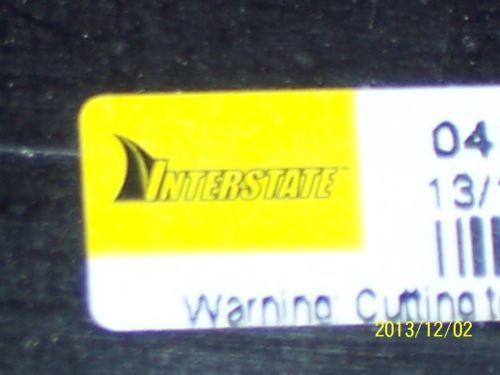 INTERSTATE
04
13/
Warning: Cutting
2013/12/02